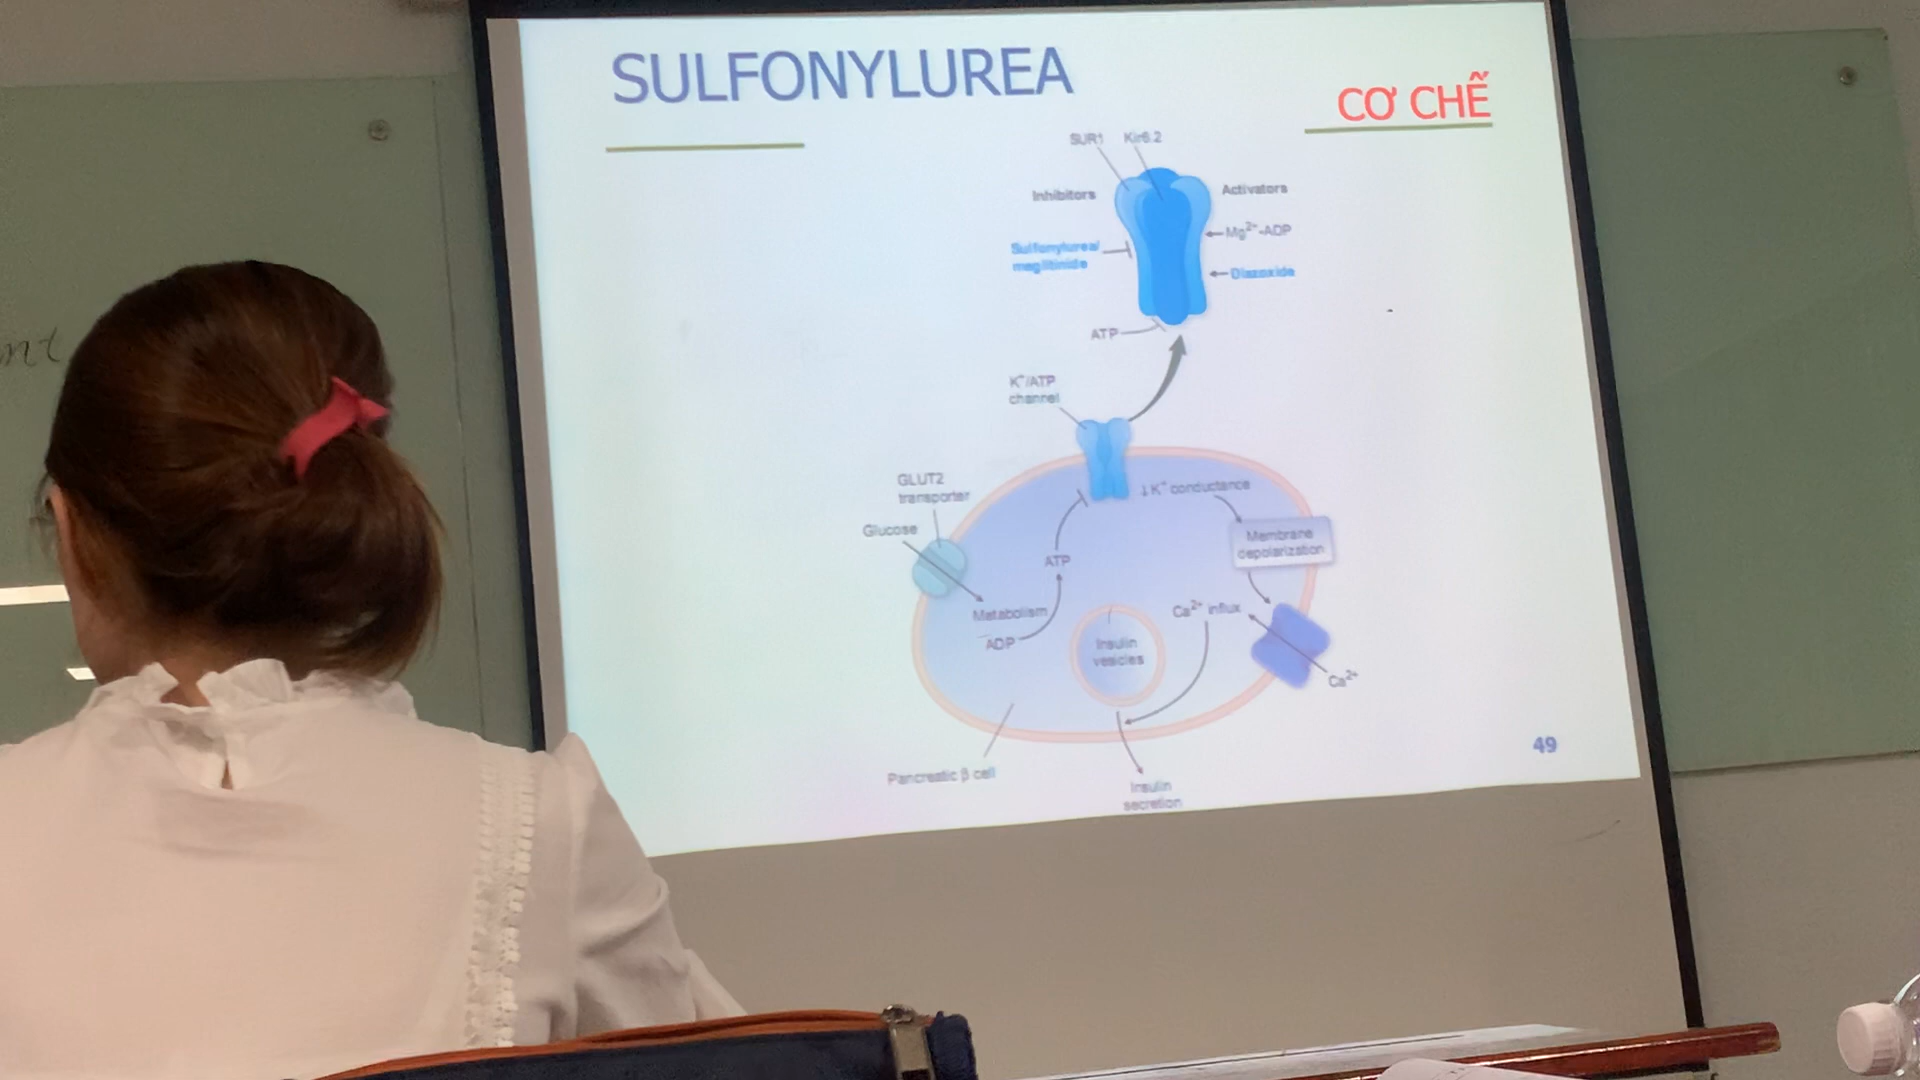 SULFONYLUREA
CƠ CHẾ
SUR1 Kir6.2
Inhibitors
Activators
Mg²⁺-ADP
Sulfonylurea/
meglitinide
Diazoxide
ATP
K⁺/ATP
channel
GLUT2
transporter
Glucose
↓K⁺ conductance
Membrane
depolarization
ATP
Metabolism
ADP
Ca²⁺ influx
Insulin
vesicles
Ca²⁺
Pancreatic β cell
Insulin
secretion
49
nt